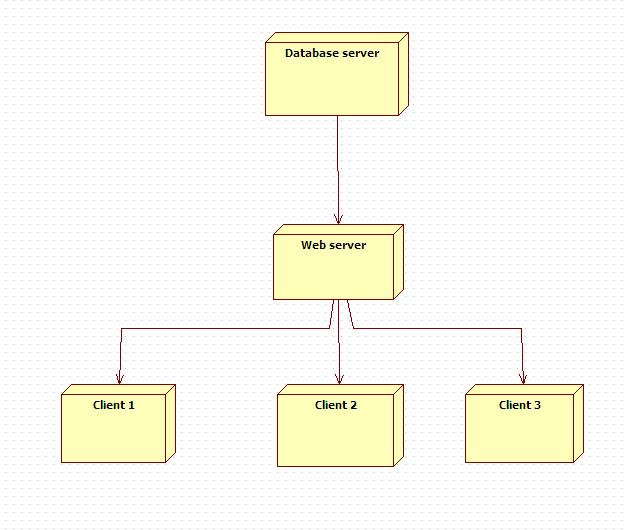 Database server
Web server
Client 1
Client 2
Client 3